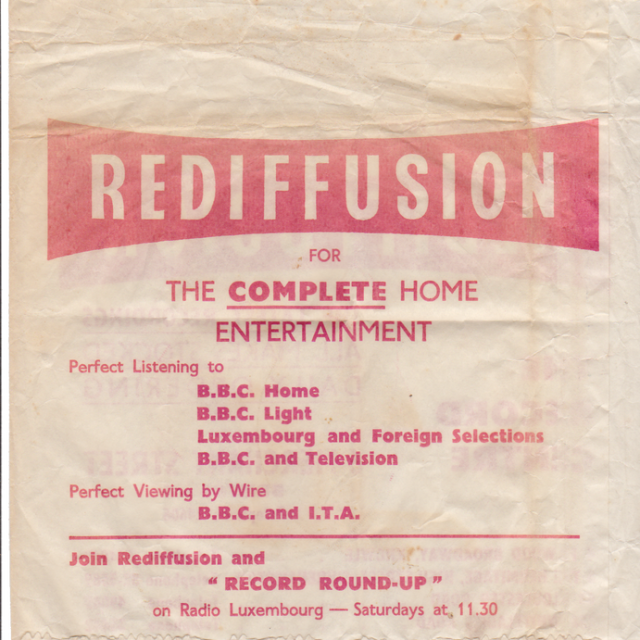 REDIFFUSION
FOR
THE COMPLETE HOME
ENTERTAINMENT
Perfect Listening to
B.B.C. Home
B.B.C. Light
Luxembourg and Foreign Selections
B.B.C. and Television
Perfect Viewing by Wire
B.B.C. and I.T.A.
Join Rediffusion and
" RECORD ROUND-UP "
on Radio Luxembourg — Saturdays at 11.30